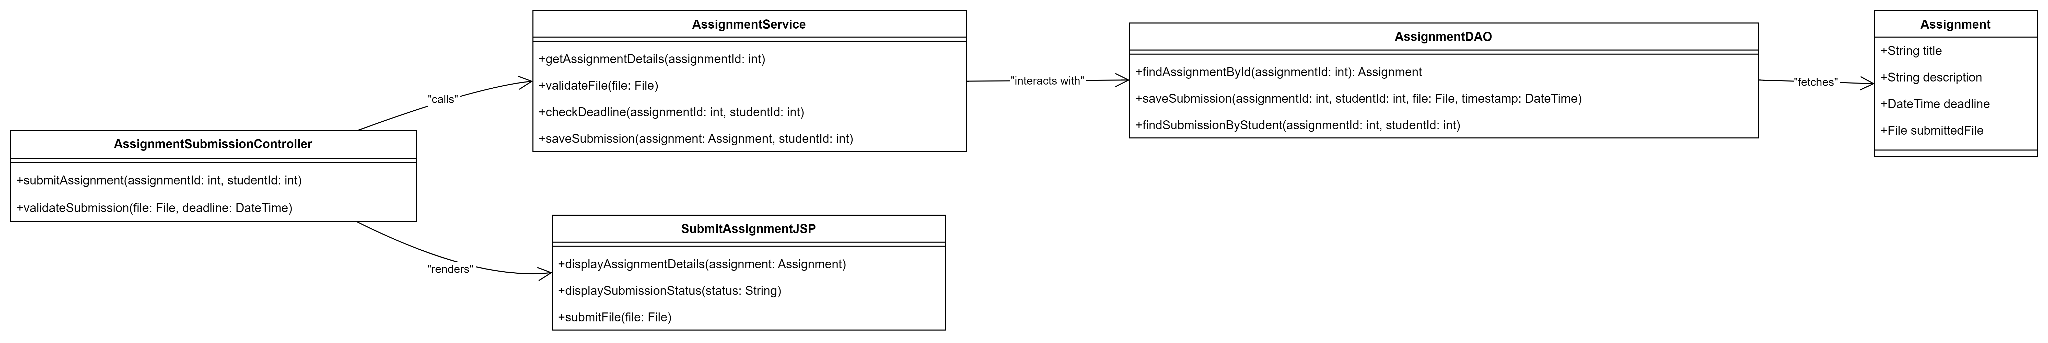 AssignmentService
+getAssignmentDetails(assignmentId: int)
+validateFile(file: File)
+checkDeadline(assignmentId: int, studentId: int)
+saveSubmission(assignment: Assignment, studentId: int)
AssignmentDAO
+findAssignmentById(assignmentId: int): Assignment
+saveSubmission(assignmentId: int, studentId: int, file: File, timestamp: DateTime)
+findSubmissionByStudent(assignmentId: int, studentId: int)
Assignment
+String title
+String description
+DateTime deadline
+File submittedFile
"calls"
"interacts with"
"fetches"
AssignmentSubmissionController
+submitAssignment(assignmentId: int, studentId: int)
+validateSubmission(file: File, deadline: DateTime)
"renders"
SubmitAssignmentJSP
+displayAssignmentDetails(assignment: Assignment)
+displaySubmissionStatus(status: String)
+submitFile(file: File)